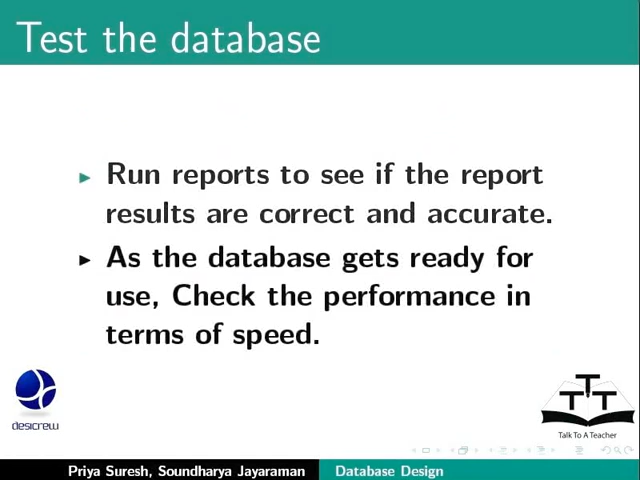 Test the database
Run reports to see if the report
results are correct and accurate.
As the database gets ready for
use, Check the performance in
terms of speed.
desicrew
TTT
Talk To A Teacher
Priya Suresh, Soundharya Jayaraman Database Design